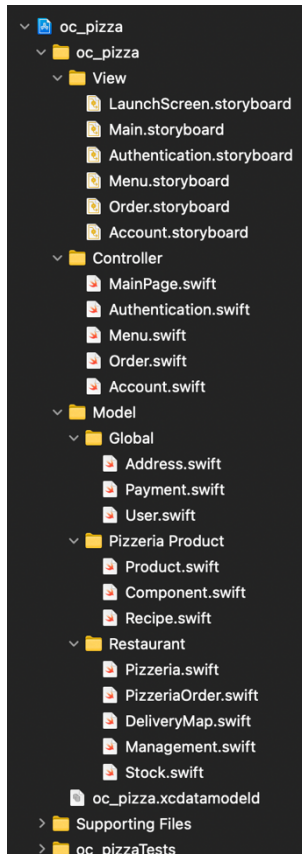 oc_pizza
oc_pizza
View
LaunchScreen.storyboard
Main.storyboard
Authentication.storyboard
Menu.storyboard
Order.storyboard
Account.storyboard
Controller
MainPage.swift
Authentication.swift
Menu.swift
Order.swift
Account.swift
Model
Global
Address.swift
Payment.swift
User.swift
Pizzeria Product
Product.swift
Component.swift
Recipe.swift
Restaurant
Pizzeria.swift
PizzeriaOrder.swift
DeliveryMap.swift
Management.swift
Stock.swift
oc_pizza.xcdatamodeld
Supporting Files
oc_pizzaTests